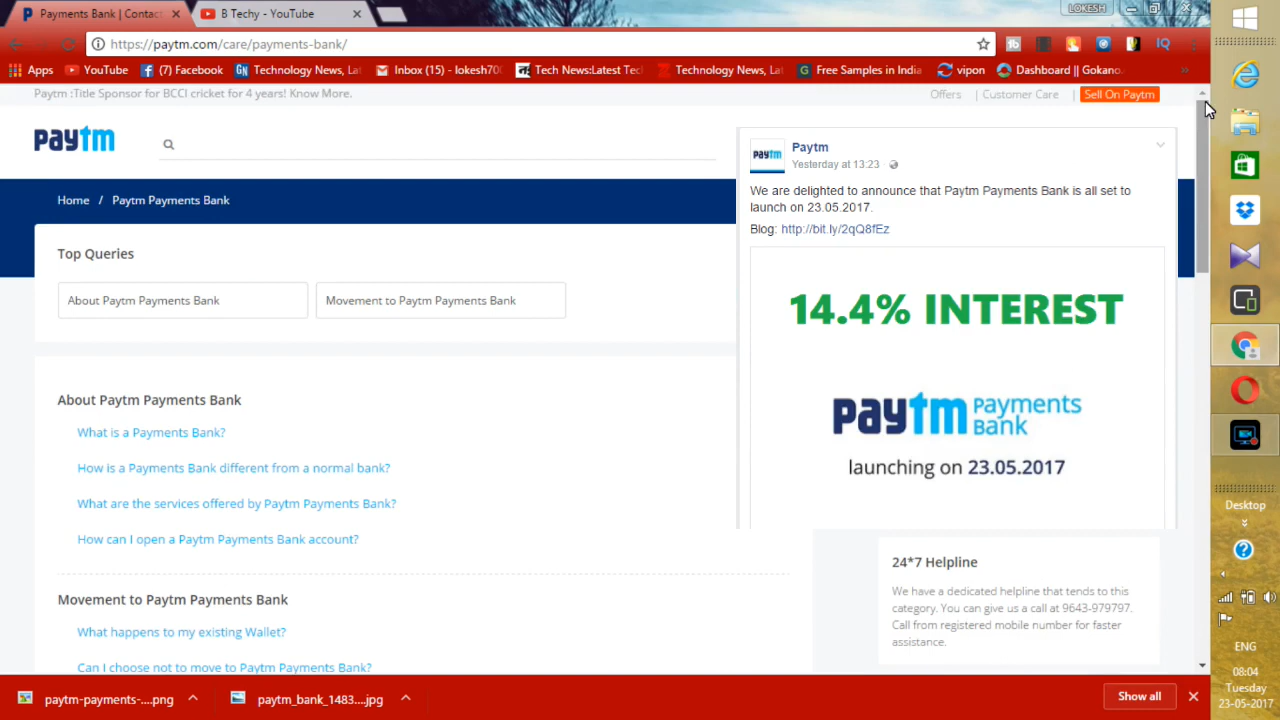 Payments Bank | Contac
B Techy - YouTube
LOKESH
https://paytm.com/care/payments-bank/
Apps
YouTube
(7) Facebook
Technology News, La
Inbox (15) - lokesh70
Tech News:Latest Tec
Technology News, La
Free Samples in India
vipon
Dashboard || Gokano
Paytm :Title Sponsor for BCCI cricket for 4 years! Know More.
Offers | Customer Care | Sell On Paytm
paytm
Home / Paytm Payments Bank
Top Queries
About Paytm Payments Bank
Movement to Paytm Payments Bank
About Paytm Payments Bank
What is a Payments Bank?
How is a Payments Bank different from a normal bank?
What are the services offered by Paytm Payments Bank?
How can I open a Paytm Payments Bank account?
Movement to Paytm Payments Bank
What happens to my existing Wallet?
Can I choose not to move to Paytm Payments Bank?
paytm
Paytm
Yesterday at 13:23
We are delighted to announce that Paytm Payments Bank is all set to
launch on 23.05.2017.
Blog: http://bit.ly/2qQ8fEz
14.4% INTEREST
paytm Payments
Bank
launching on 23.05.2017
24*7 Helpline
We have a dedicated helpline that tends to this
category. You can give us a call at 9643-979797.
Call from registered mobile number for faster
assistance.
paytm-payments-....png
paytm_bank_1483....jpg
Show all
Desktop
ENG
08:04
Tuesday
23-05-2017